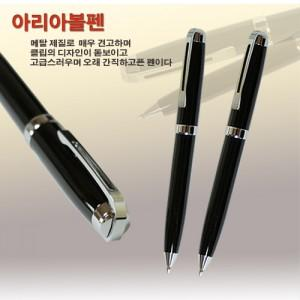 아리아볼펜
메탈 재질로 매우 견고하며
클립의 디자인이 돋보이고
고급스러우며 오래 간직하고픈 펜이다